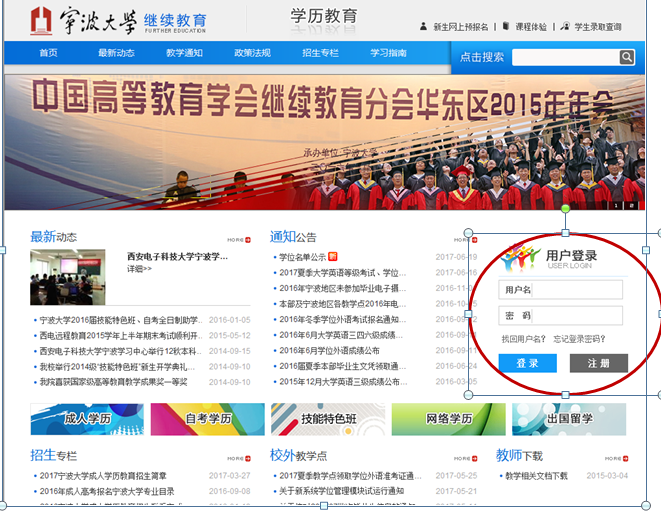 宁波大学 继续教育
FURTHER EDUCATION
学历教育
新生网上预报名 | 课程体验 | 学生录取查询
首页 最新动态 教学通知 政策法规 招生专栏 学习指南 点击搜索
中国高等教育学会继续教育分会华东区2015年年会
承办单位:宁波大学
1 2
最新动态 MORE
西安电子科技大学宁波学...
详细>>
宁波大学2016届技能特色班、自考全日制助学.. 2016-01-05
西电远程教育2015学年上半年期末考试顺利开.. 2015-05-12
西安电子科技大学宁波学习中心举行12秋本科.. 2014-09-15
我校举行2014级“技能特色班”新生开学典礼... 2014-09-10
我院喜获国家级高等教育教学成果奖一等奖 2014-09-10
通知公告 MORE
学位名单公示 2017-06-19
2017夏季大学英语等级考试、学位... 2017-06-16
2016年宁波地区未参加毕业电子摄...
本部及宁波地区各教学点2016年电...
2016年冬季学位外语考试报名通知...
2016年6月大学英语三四六级成绩...
2016年6月学位外语成绩公布
2016届夏季本部毕业生文凭领取通...
2015年12月大学英语三级成绩公布... 2016-03-05
用户登录
USER LOGIN
用户名
密 码
找回用户名? 忘记登录密码?
登 录 注 册
成人学历 自考学历 技能特色班 网络学历 出国留学
招生专栏 MORE
2017宁波大学成人学历教育招生简章 2017-03-27
2016年成人高考报名宁波大学专业目录 2016-09-08
校外教学点 MORE
2017夏季教学点领取学位外语准考证通... 2017-05-25
关于新系统学位管理模块试运行通知 2017-05-21
教师下载 MORE
教学相关文档下载 2015-03-04